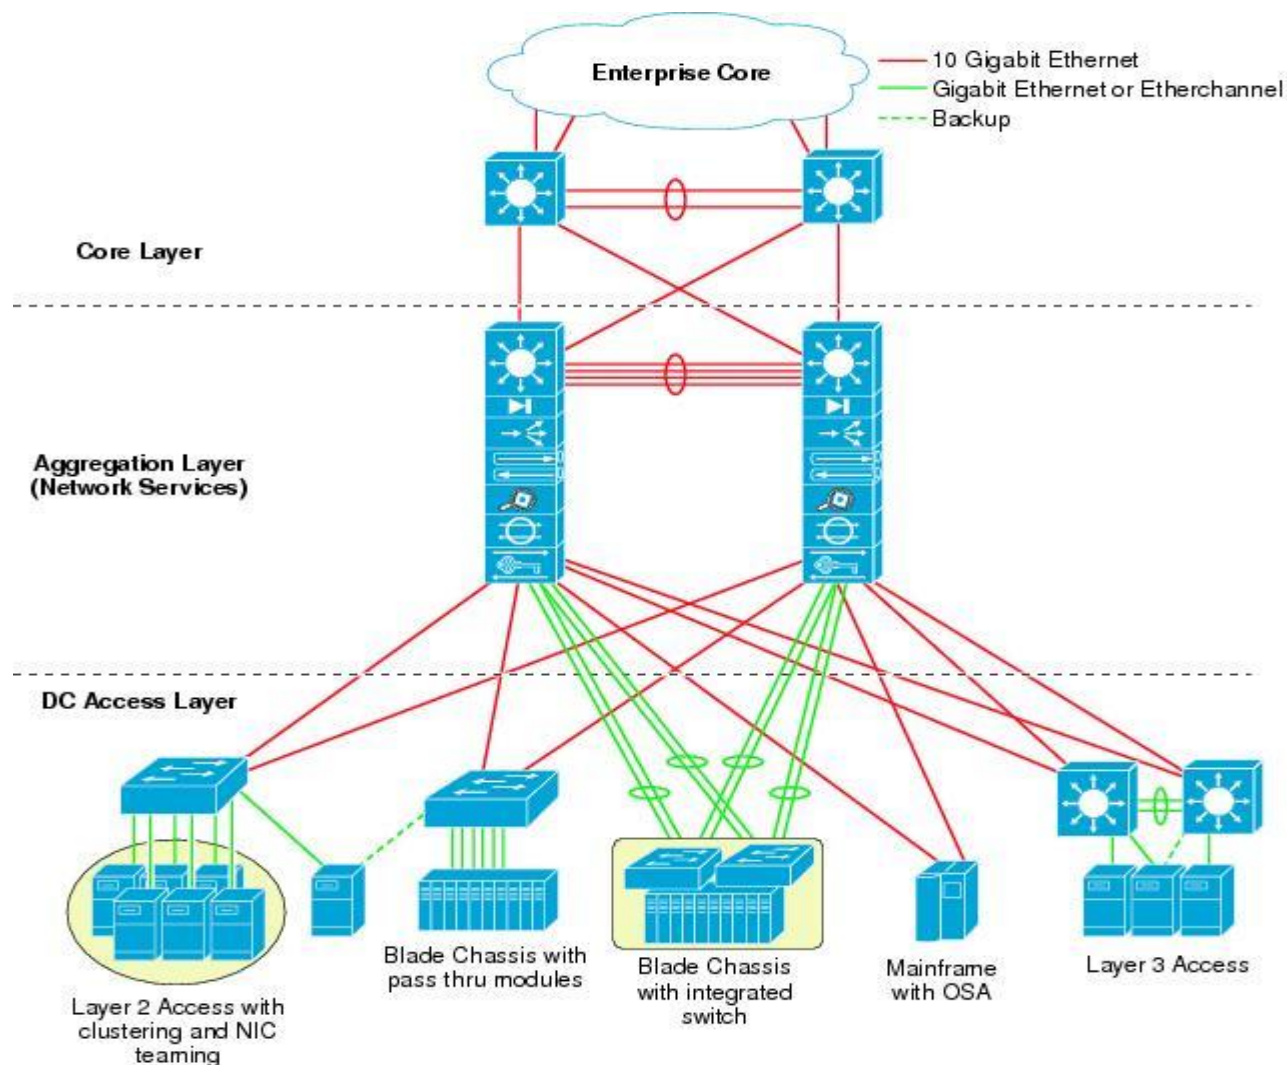 Enterprise Core
10 Gigabit Ethernet
Gigabit Ethernet or Etherchannel
Backup
Core Layer
Aggregation Layer
(Network Services)
DC Access Layer
Layer 2 Access with
clustering and NIC
teaming
Blade Chassis with
pass thru modules
Blade Chassis
with integrated
switch
Mainframe
with OSA
Layer 3 Access